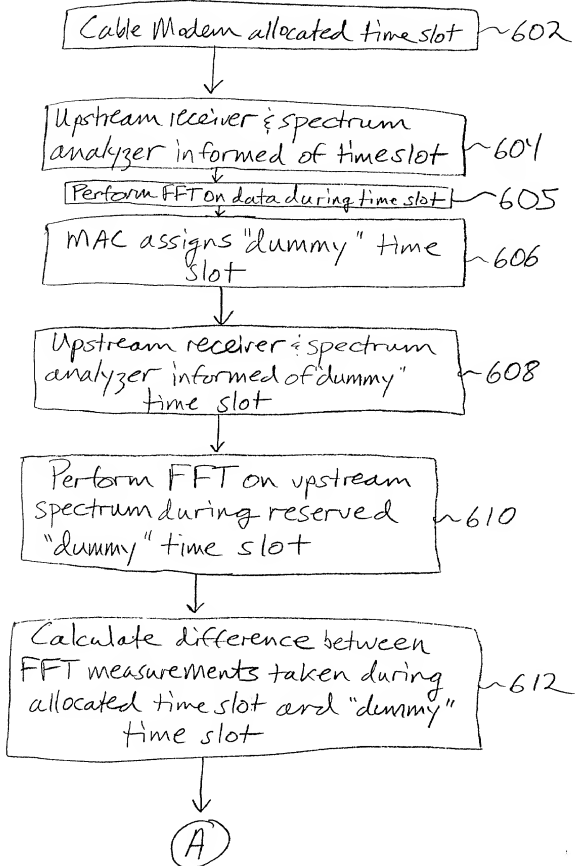 Cable Modem allocated time slot
602
Upstream receiver & spectrum
analyzer informed of timeslot
604
Perform FFT on data during time slot
605
MAC assigns "dummy" time
slot
606
Upstream receiver & spectrum
analyzer informed of "dummy"
time slot
608
Perform FFT on upstream
spectrum during reserved
"dummy" time slot
610
Calculate difference between
FFT measurements taken during
allocated time slot and "dummy"
time slot
612
A